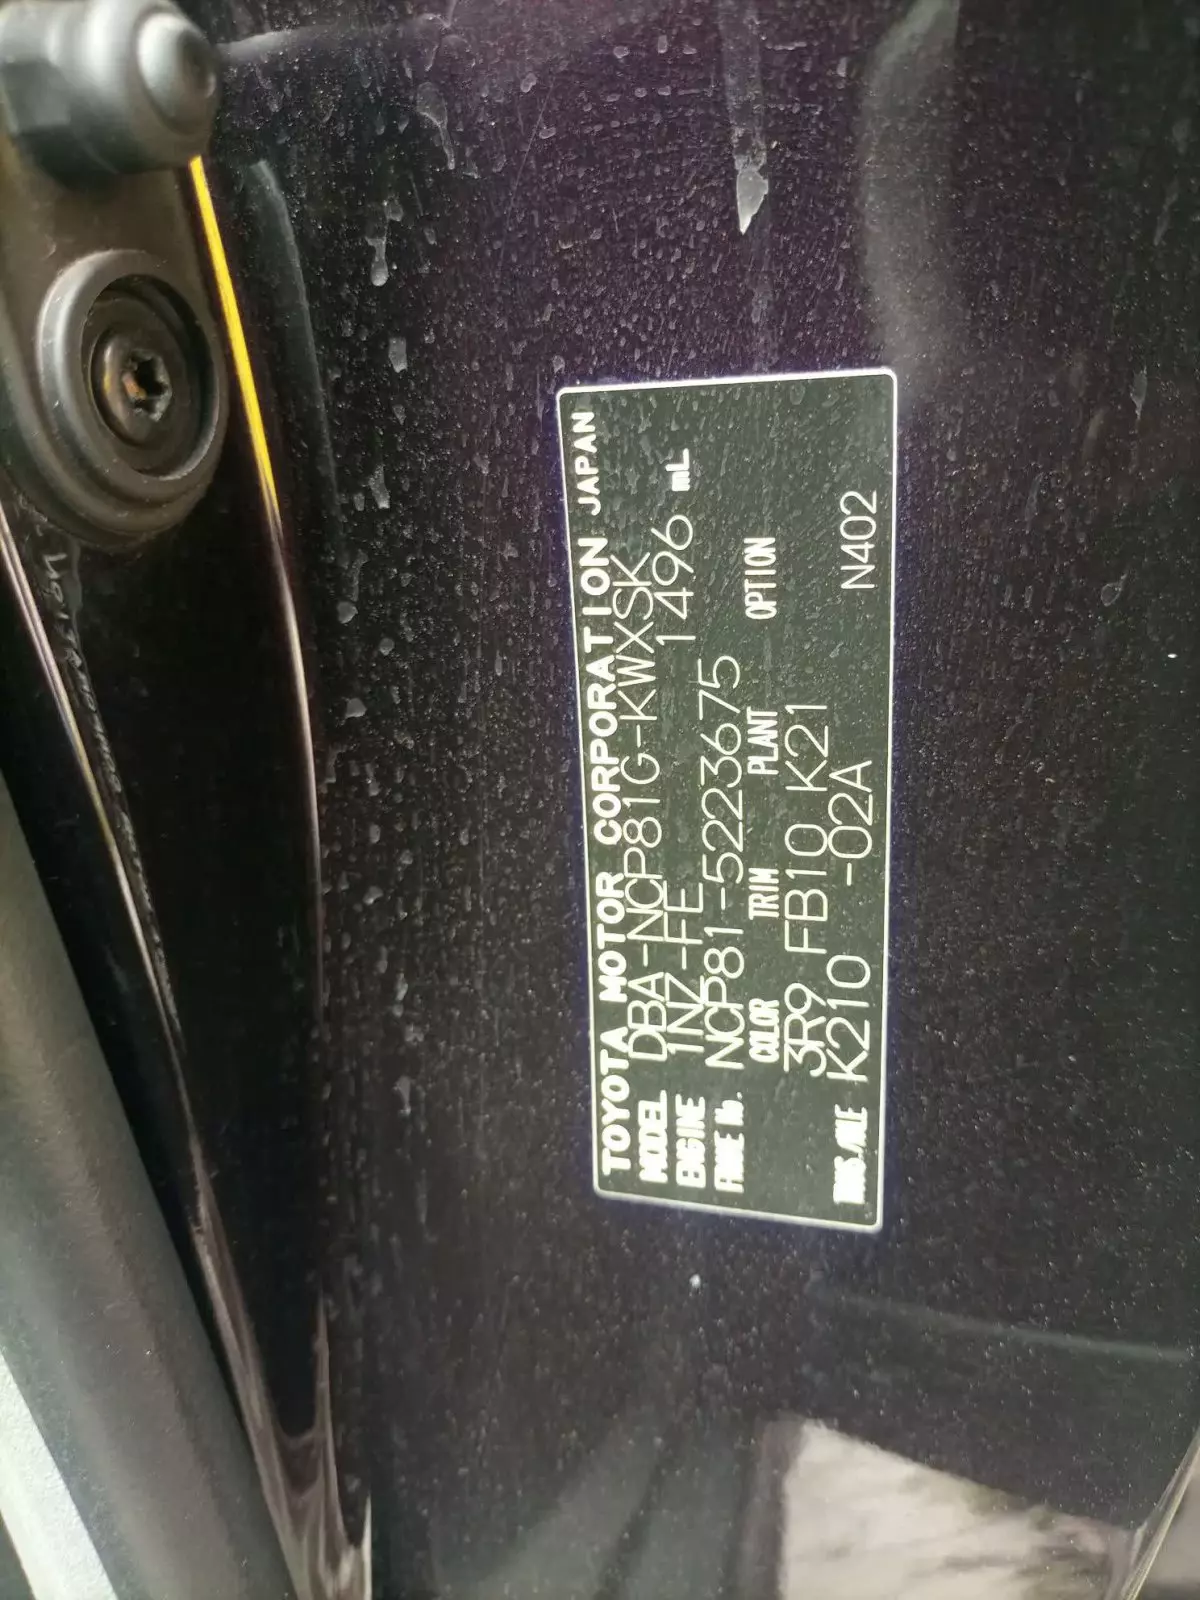 TOYOTA MOTOR CORPORATION JAPAN
MODEL DBA-NCP81G-KWXSK
ENGINE 1NZ-FE 1496 mL
FRAME No. NCP81-5223675
COLOR TRIM PLANT OPTION
3R9 FB10 K21
TRANS./AXLE K210 -02A N402